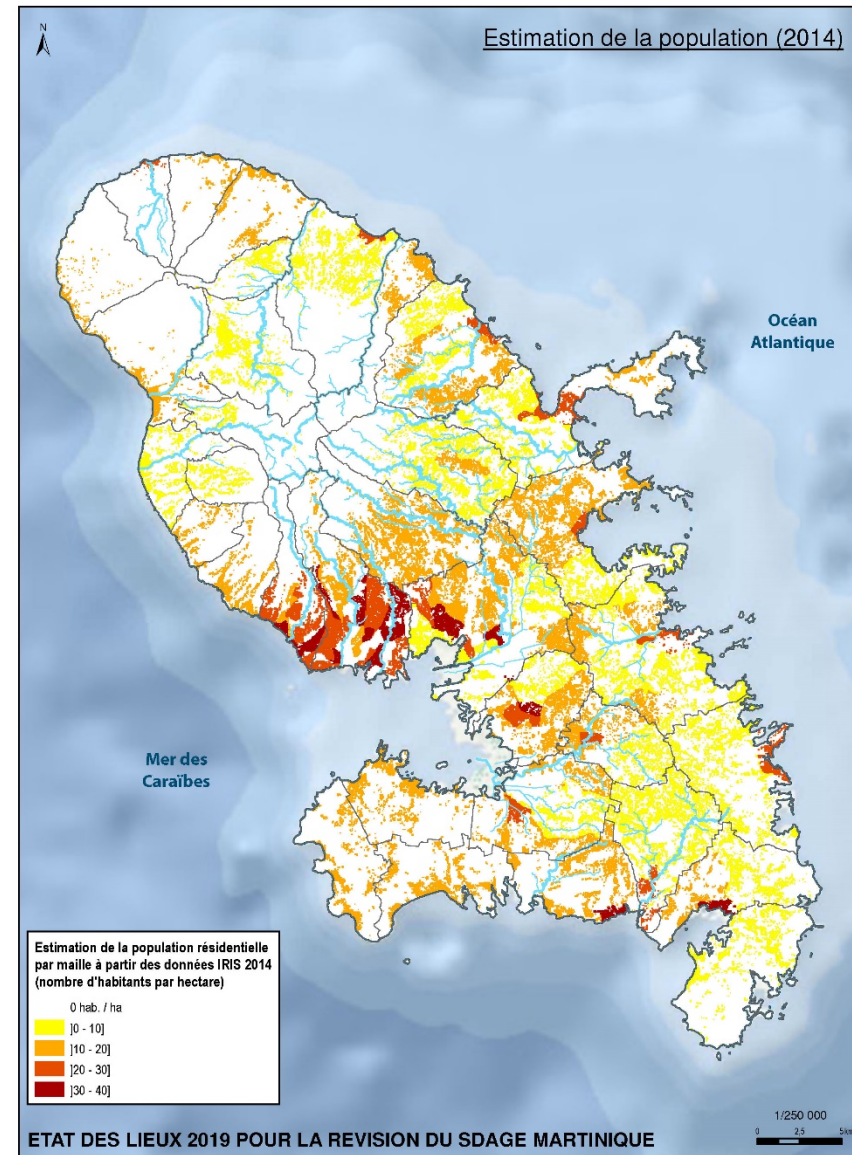 N
Estimation de la population (2014)
Océan
Atlantique
Mer des
Caraïbes
Estimation de la population résidentielle
par maille à partir des données IRIS 2014
(nombre d'habitants par hectare)
0 hab. / ha
]0 - 10]
]10 - 20]
]20 - 30]
]30 - 40]
1/250 000
0 2,5 5km
ETAT DES LIEUX 2019 POUR LA REVISION DU SDAGE MARTINIQUE